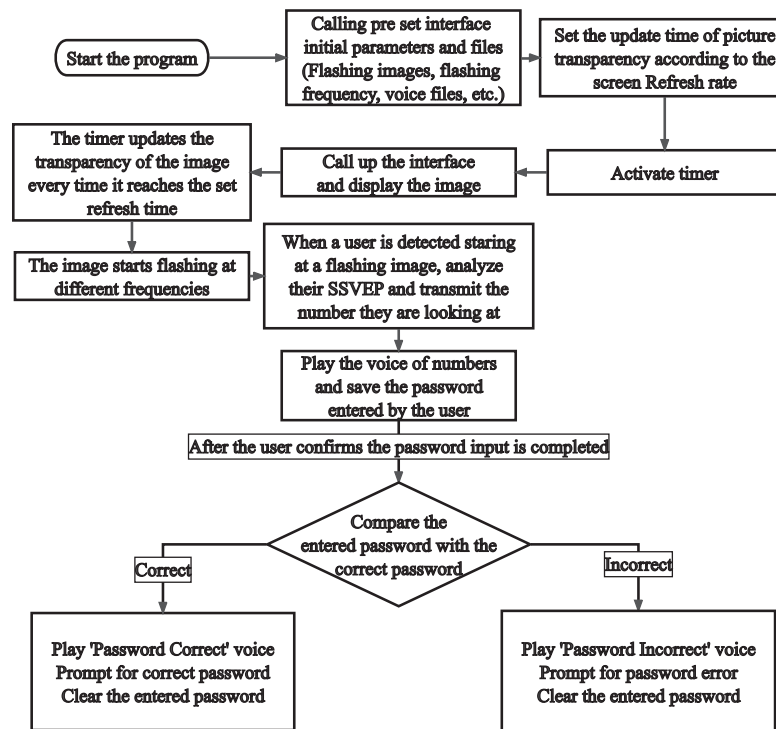 Start the program
Calling pre set interface
initial parameters and files
(Flashing images, flashing
frequency, voice files, etc.)
Set the update time of picture
transparency according to the
screen Refresh rate
Activate timer
Call up the interface
and display the image
The timer updates the
transparency of the image
every time it reaches the set
refresh time
The image starts flashing at
different frequencies
When a user is detected staring
at a flashing image, analyze
their SSVEP and transmit the
number they are looking at
Play the voice of numbers
and save the password
entered by the user
After the user confirms the password input is completed
Compare the
entered password with the
correct password
Correct
Incorrect
Play 'Password Correct' voice
Prompt for correct password
Clear the entered password
Play 'Password Incorrect' voice
Prompt for password error
Clear the entered password